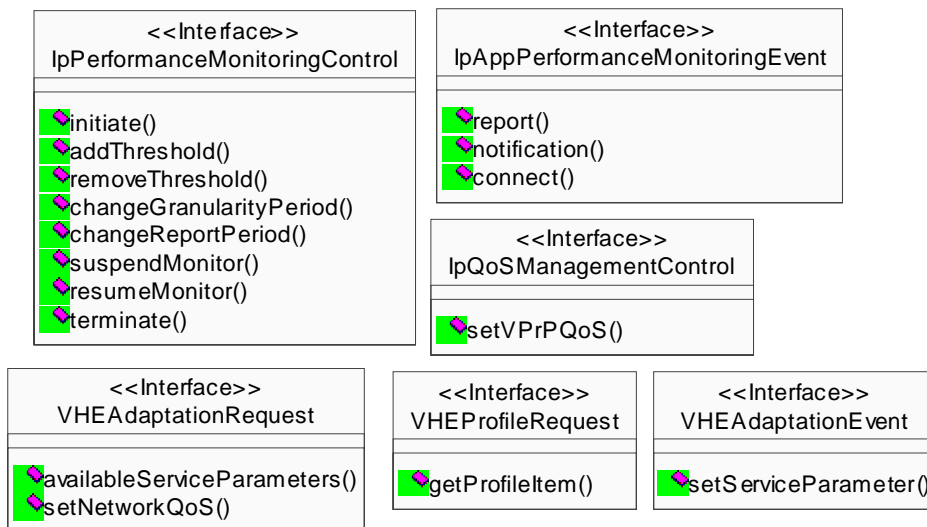 <<Interface>>
IpPerformanceMonitoringControl
initiate()
addThreshold()
removeThreshold()
changeGranularityPeriod()
changeReportPeriod()
suspendMonitor()
resumeMonitor()
terminate()
<<Interface>>
IpAppPerformanceMonitoringEvent
report()
notification()
connect()
<<Interface>>
IpQoSManagementControl
setVPrPQoS()
<<Interface>>
VHEAdaptationRequest
availableServiceParameters()
setNetworkQoS()
<<Interface>>
VHEProfileRequest
getProfileItem()
<<Interface>>
VHEAdaptationEvent
setServiceParameter()